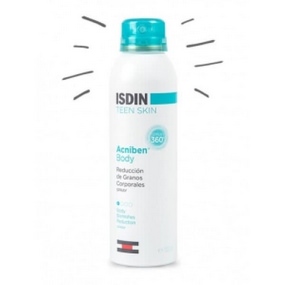 ISDIN
TEEN SKIN
360°
Acniben®
Body
Reducción
de Granos
Corporales